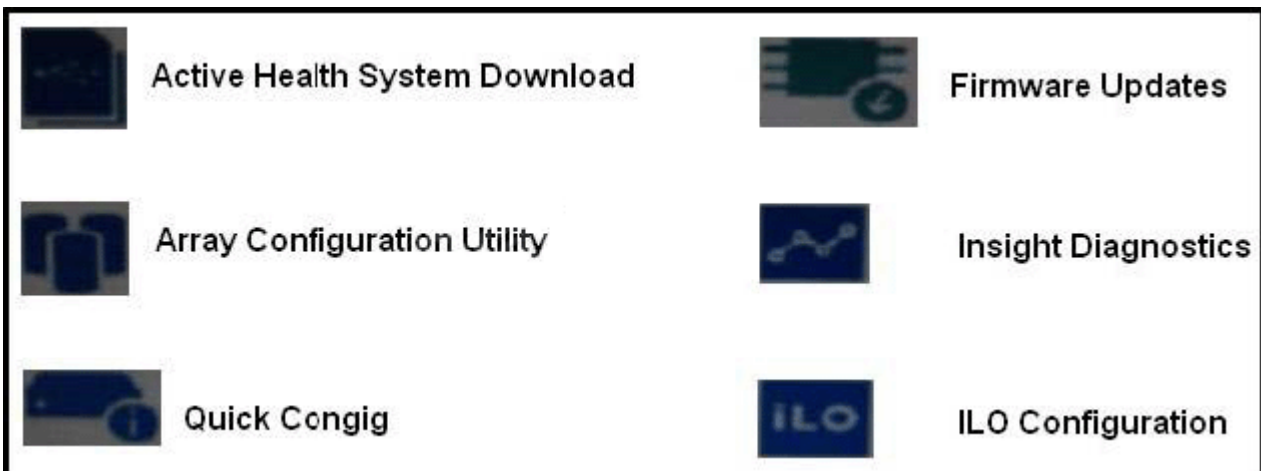 Active Health System Download
Firmware Updates
Array Configuration Utility
Insight Diagnostics
Quick Congig
iLO
ILO Configuration